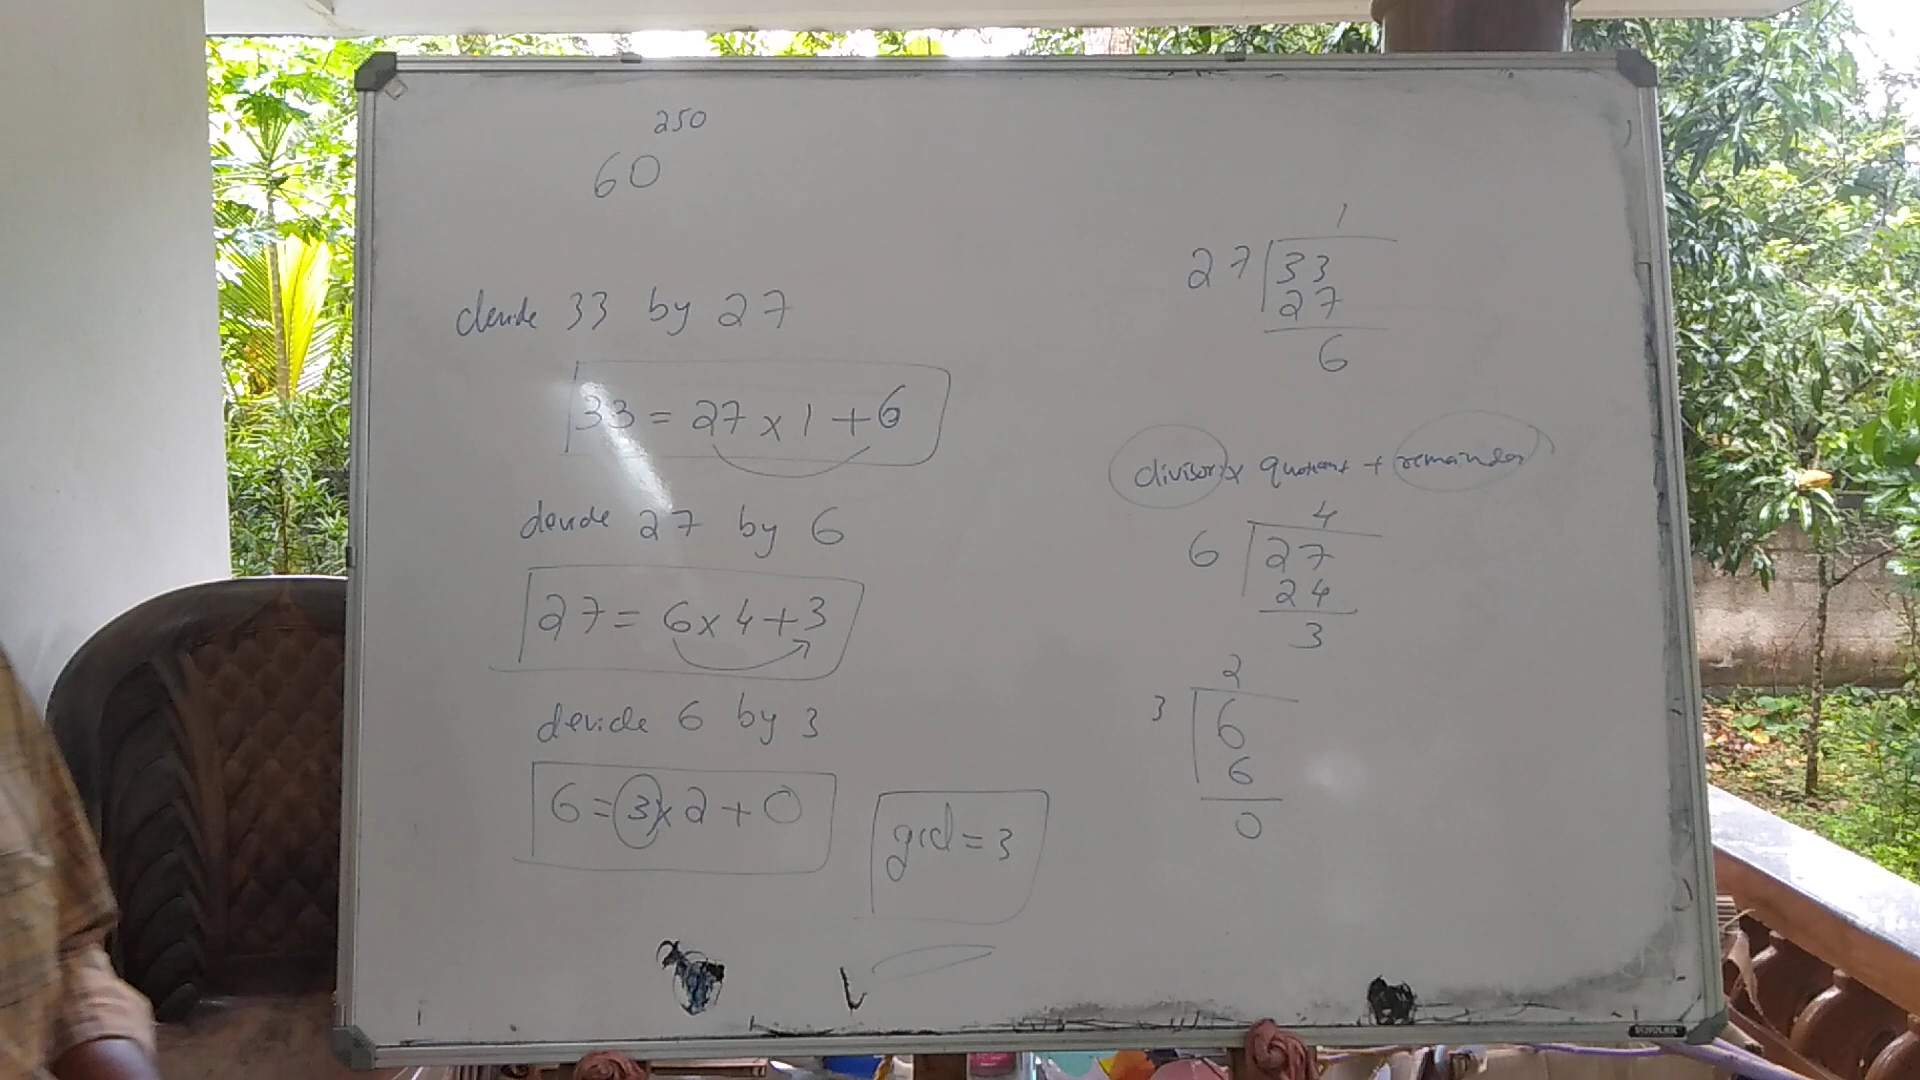 60^250
devide 33 by 27
33 = 27 x 1 + 6
devide 27 by 6
27 = 6 x 4 + 3
devide 6 by 3
6 = 3 x 2 + 0
gcd = 3
1
27 33
27
6
divisor x quotient + remainder
4
6 27
24
3
2
3 6
6
0
SCHOLAR